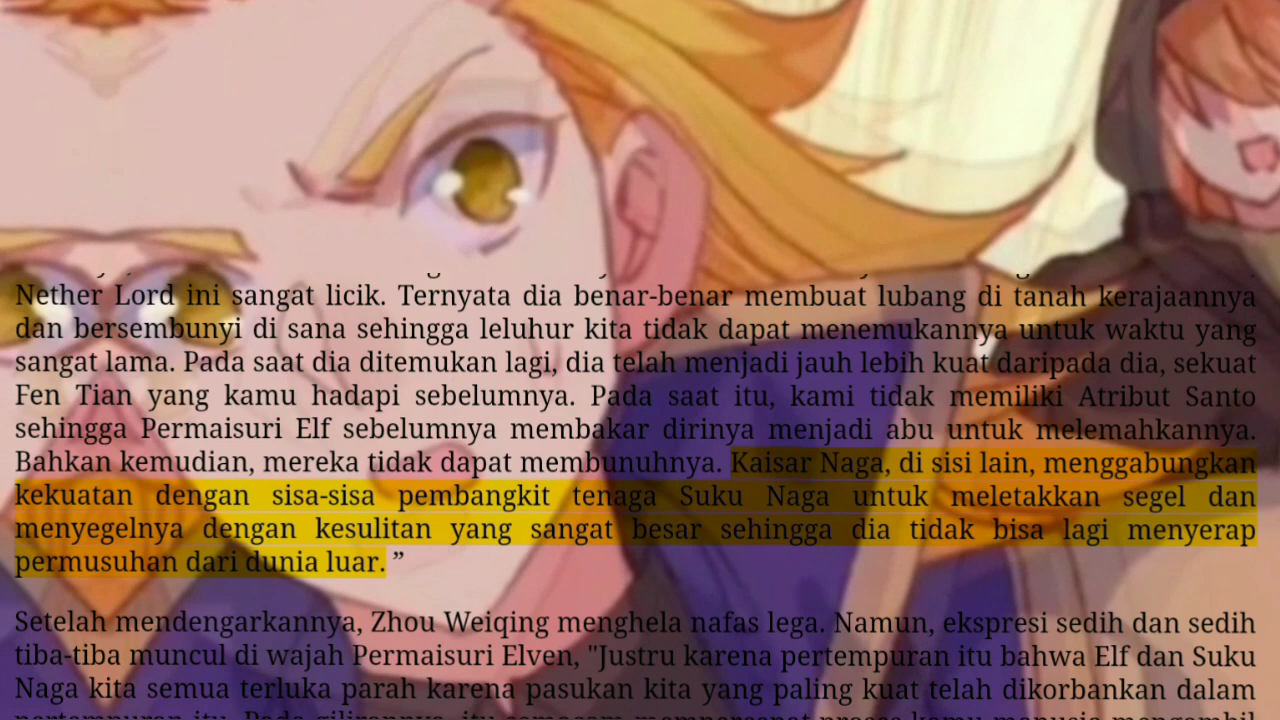 Nether Lord ini sangat licik. Ternyata dia benar-benar membuat lubang di tanah kerajaannya
dan bersembunyi di sana sehingga leluhur kita tidak dapat menemukannya untuk waktu yang
sangat lama. Pada saat dia ditemukan lagi, dia telah menjadi jauh lebih kuat daripada dia, sekuat
Fen Tian yang kamu hadapi sebelumnya. Pada saat itu, kami tidak memiliki Atribut Santo
sehingga Permaisuri Elf sebelumnya membakar dirinya menjadi abu untuk melemahkannya.
Bahkan kemudian, mereka tidak dapat membunuhnya. Kaisar Naga, di sisi lain, menggabungkan
kekuatan dengan sisa-sisa pembangkit tenaga Suku Naga untuk meletakkan segel dan
menyegelnya dengan kesulitan yang sangat besar sehingga dia tidak bisa lagi menyerap
permusuhan dari dunia luar. ”
Setelah mendengarkannya, Zhou Weiqing menghela nafas lega. Namun, ekspresi sedih dan sedih
tiba-tiba muncul di wajah Permaisuri Elven, "Justru karena pertempuran itu bahwa Elf dan Suku
Naga kita semua terluka parah karena pasukan kita yang paling kuat telah dikorbankan dalam